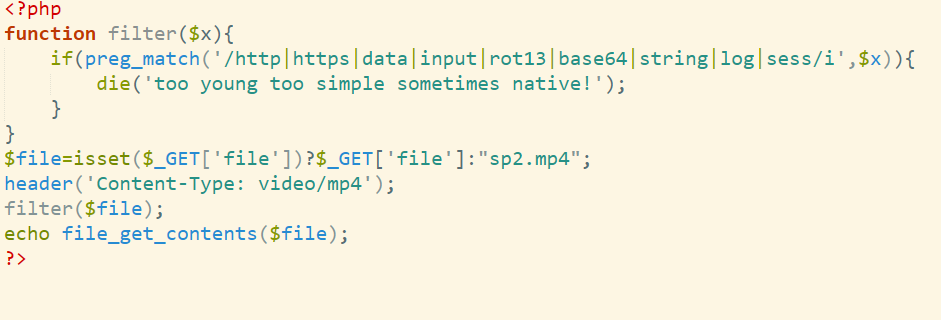 <?php
function filter($x){
    if(preg_match('/http|https|data|input|rot13|base64|string|log|sess/i',$x)){
        die('too young too simple sometimes native!');
    }
}
$file=isset($_GET['file'])?$_GET['file']:"sp2.mp4";
header('Content-Type: video/mp4');
filter($file);
echo file_get_contents($file);
?>